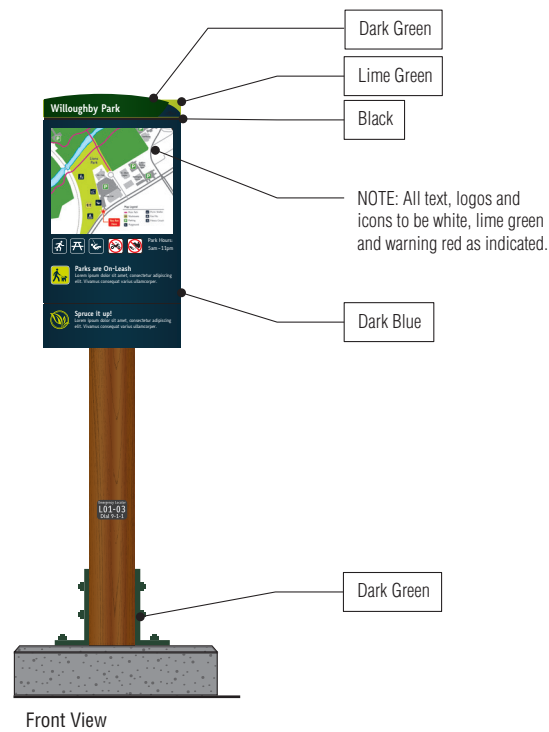 Dark Green
Lime Green
Willoughby Park
Black
NOTE: All text, logos and
icons to be white, lime green
and warning red as indicated.
Park Hours:
5am–11pm
Parks are On-Leash
Lorem ipsum dolor sit amet, consectetur adipiscing
elit. Vivamus consequat varius ullamcorper.
Dark Blue
Spruce it up!
Lorem ipsum dolor sit amet, consectetur adipiscing
elit. Vivamus consequat varius ullamcorper.
Emergency Locator
L01-03
Dial 9-1-1
Dark Green
Front View